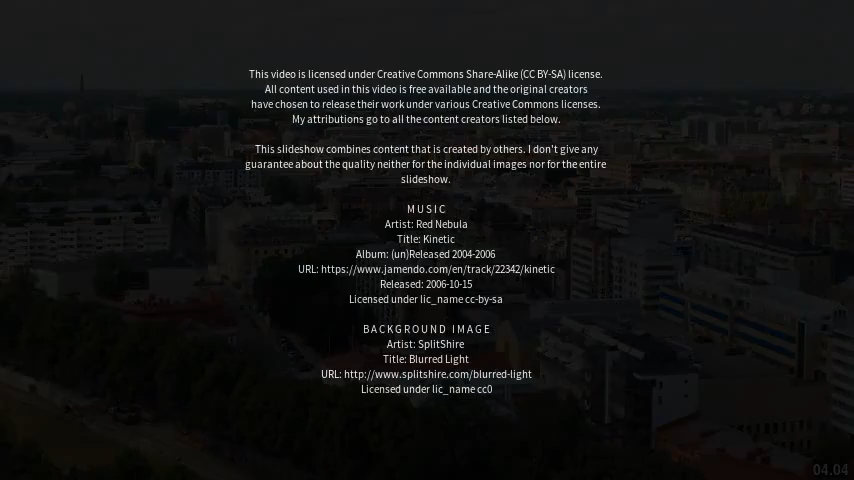 This video is licensed under Creative Commons Share-Alike (CC BY-SA) license.
All content used in this video is free available and the original creators
have chosen to release their work under various Creative Commons licenses.
My attributions go to all the content creators listed below.
This slideshow combines content that is created by others. I don't give any
guarantee about the quality neither for the individual images nor for the entire
slideshow.
MUSIC
Artist: Red Nebula
Title: Kinetic
Album: (un)Released 2004-2006
URL: https://www.jamendo.com/en/track/22342/kinetic
Released: 2006-10-15
Licensed under lic_name cc-by-sa
BACKGROUND IMAGE
Artist: SplitShire
Title: Blurred Light
URL: http://www.splitshire.com/blurred-light
Licensed under lic_name cc0
04.04